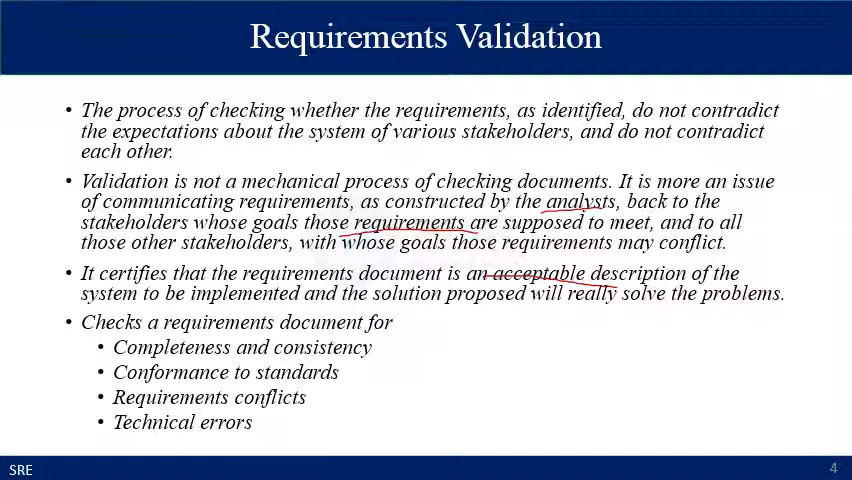 Requirements Validation
• The process of checking whether the requirements, as identified, do not contradict
the expectations about the system of various stakeholders, and do not contradict
each other.
• Validation is not a mechanical process of checking documents. It is more an issue
of communicating requirements, as constructed by the analysts, back to the
stakeholders whose goals those requirements are supposed to meet, and to all
those other stakeholders, with whose goals those requirements may conflict.
• It certifies that the requirements document is an acceptable description of the
system to be implemented and the solution proposed will really solve the problems.
• Checks a requirements document for
• Completeness and consistency
• Conformance to standards
• Requirements conflicts
• Technical errors
SRE
4